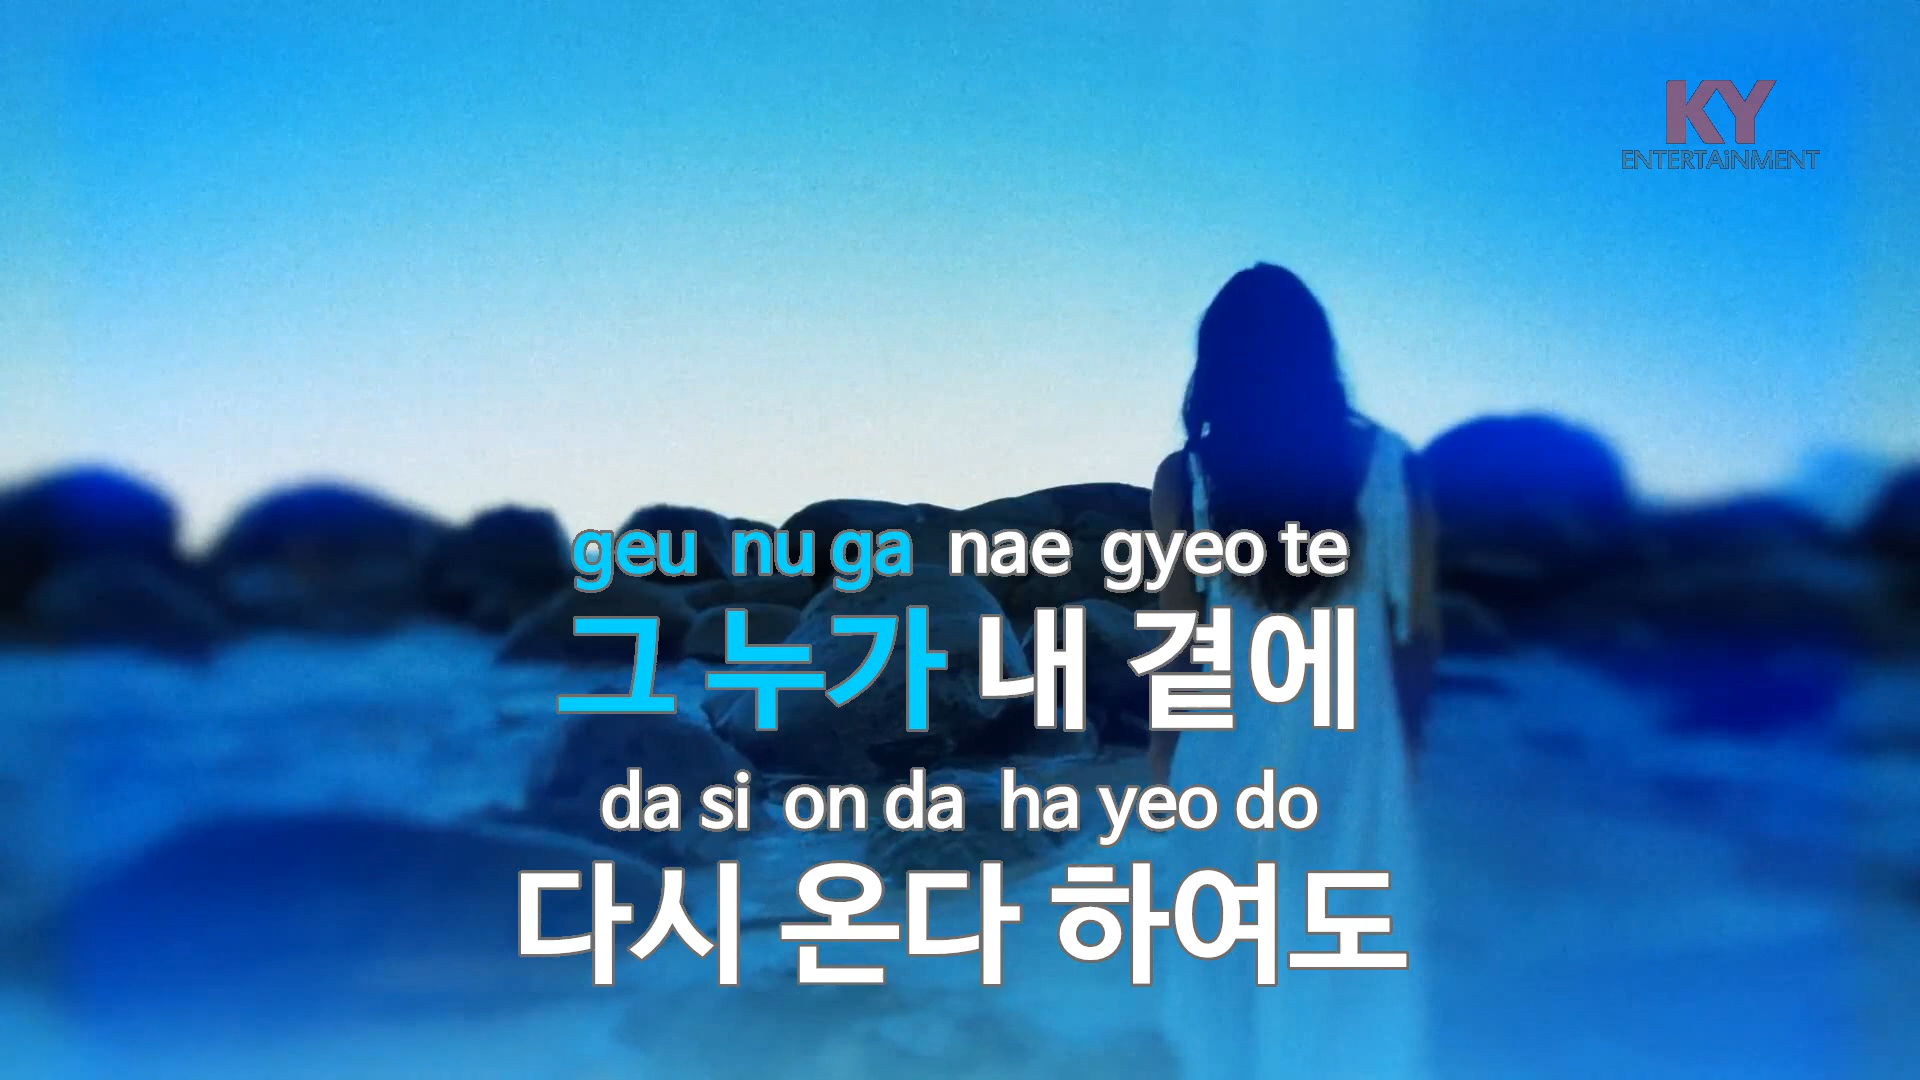 KY
ENTERTAiNMENT
geu nu ga nae gyeo te
그 누가 내 곁에
da si on da ha yeo do
다시 온다 하여도